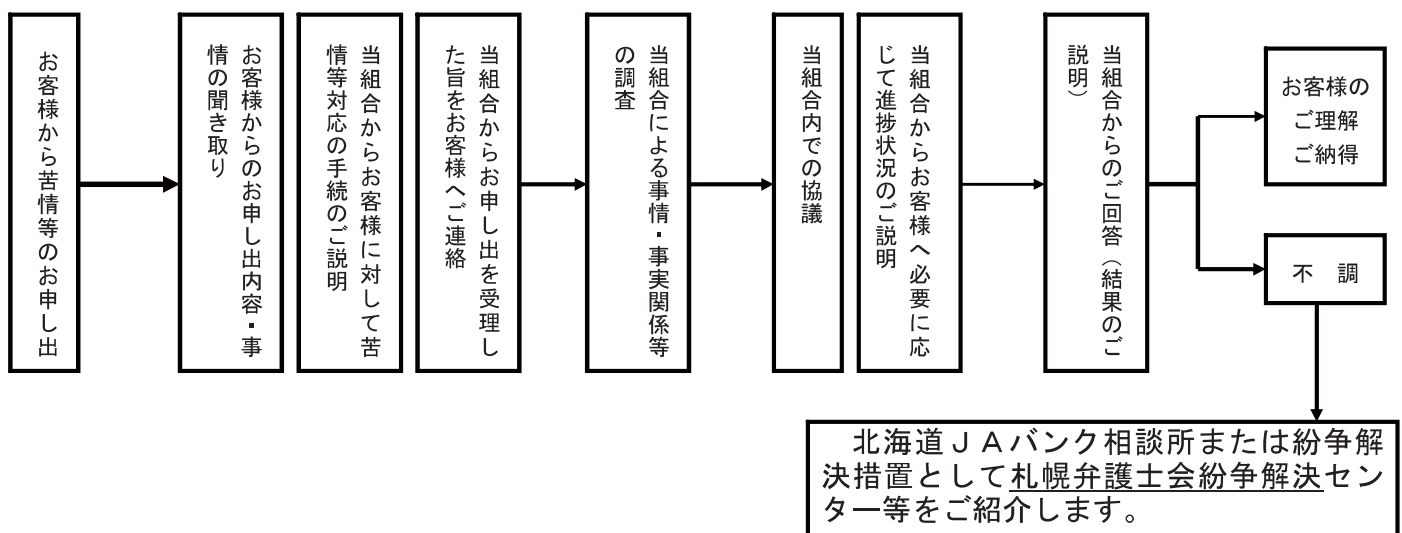 お客様から苦情等のお申し出
お客様からのお申し出内容・事
情の聞き取り
当組合からお客様に対して苦
情等対応の手続のご説明
当組合からお申し出を受理し
た旨をお客様へご連絡
当組合による事情・事実関係等
の調査
当組合内での協議
当組合からお客様へ必要に応
じて進捗状況のご説明
当組合からのご回答（結果のご
説明）
お客様の
ご理解
ご納得
不　調
北海道ＪＡバンク相談所または紛争解
決措置として札幌弁護士会紛争解決セン
ター等をご紹介します。